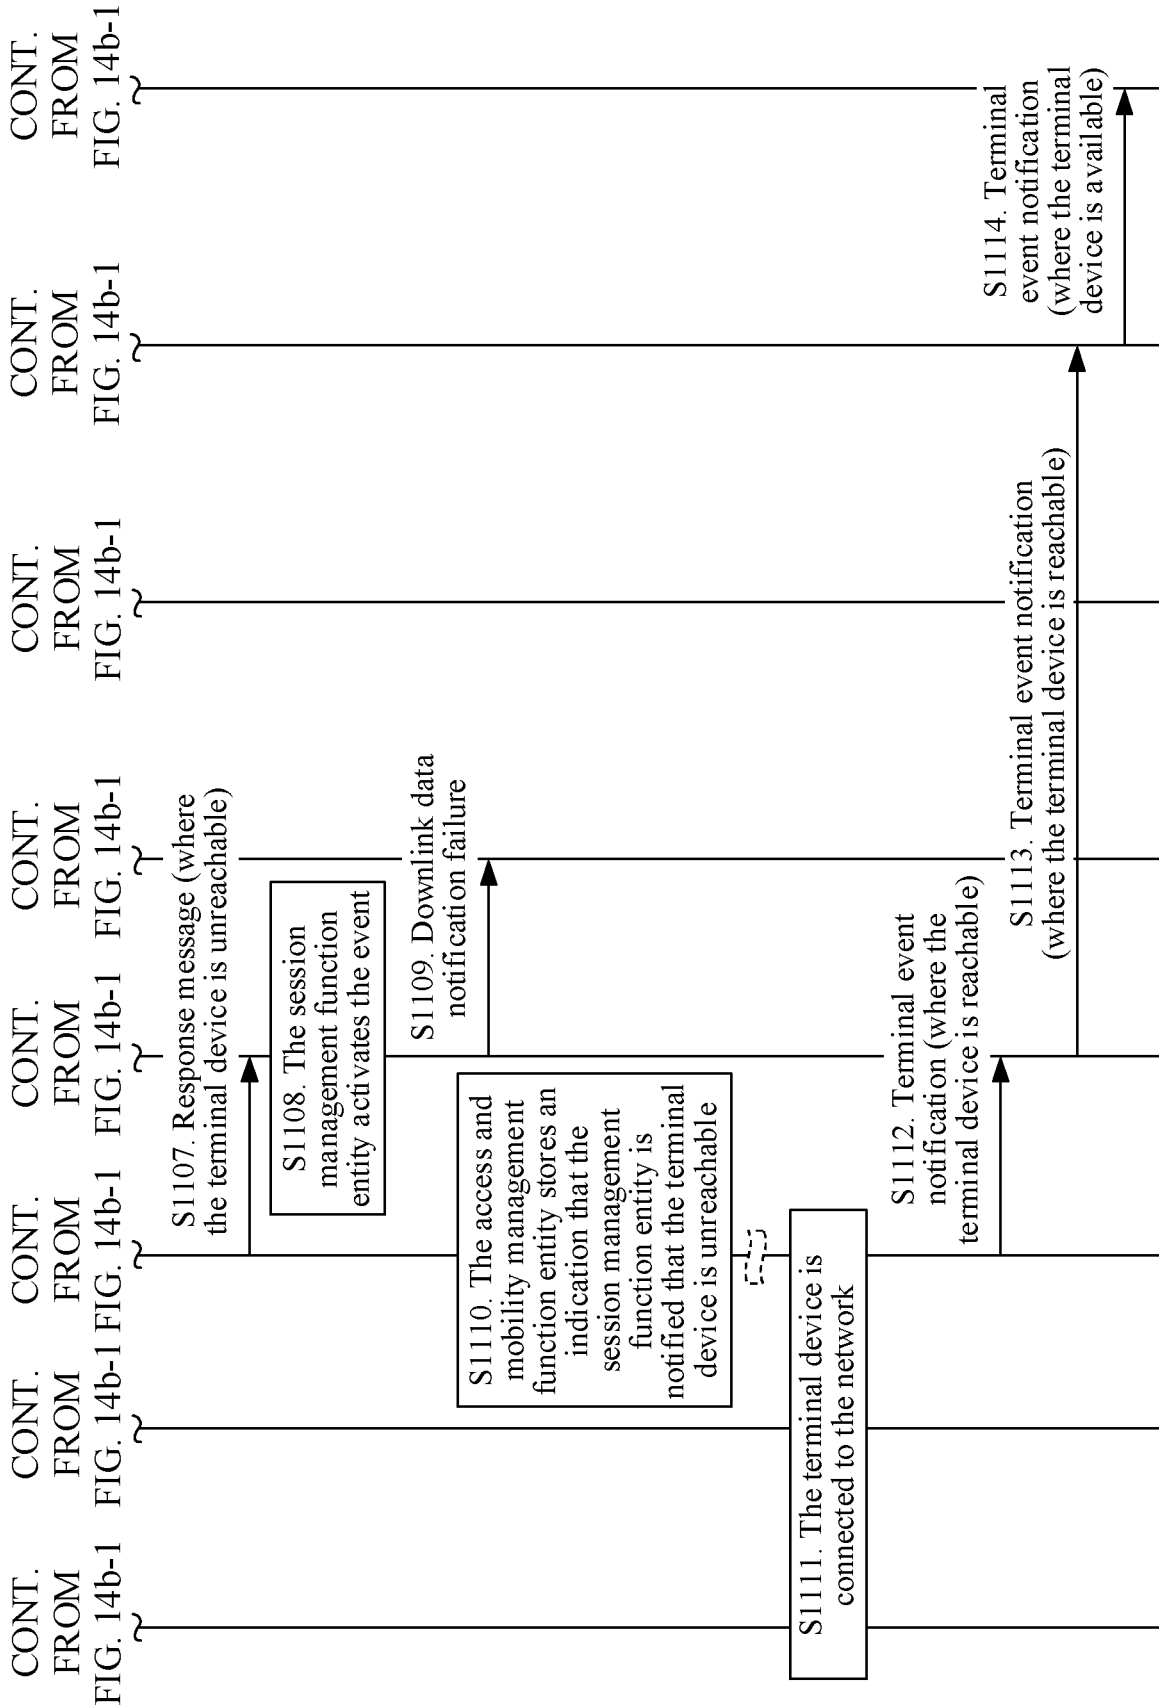 CONT.
FROM
FIG. 14b-1
CONT.
FROM
FIG. 14b-1
CONT.
FROM
FIG. 14b-1
CONT.
FROM
FIG. 14b-1
CONT.
FROM
FIG. 14b-1
CONT.
FROM
FIG. 14b-1
CONT.
FROM
FIG. 14b-1
CONT.
FROM
FIG. 14b-1
S1107. Response message (where
the terminal device is unreachable)
S1108. The session
management function
entity activates the event
S1109. Downlink data
notification failure
S1110. The access and
mobility management
function entity stores an
indication that the
session management
function entity is
notified that the terminal
device is unreachable
S1111. The terminal device is
connected to the network
S1112. Terminal event
notification (where the
terminal device is reachable)
S1113. Terminal event notification
(where the terminal device is reachable)
S1114. Terminal
event notification
(where the terminal
device is available)